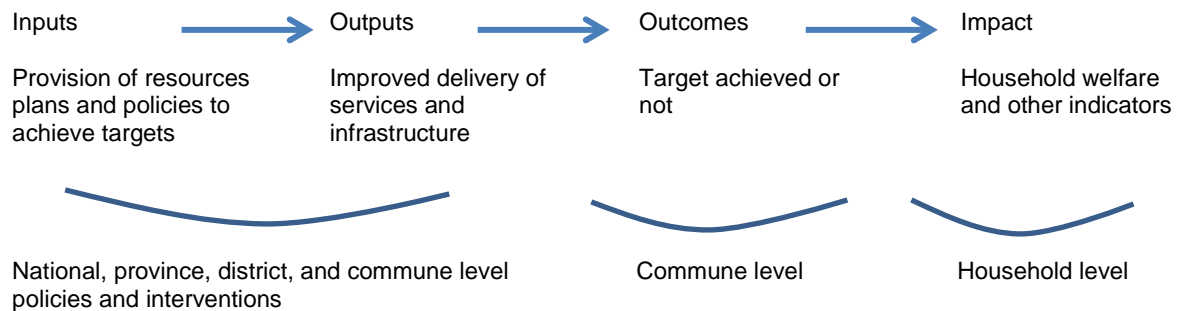 Inputs
Outputs
Outcomes
Impact
Provision of resources
plans and policies to
achieve targets
Improved delivery of
services and
infrastructure
Target achieved or
not
Household welfare
and other indicators
National, province, district, and commune level
policies and interventions
Commune level
Household level